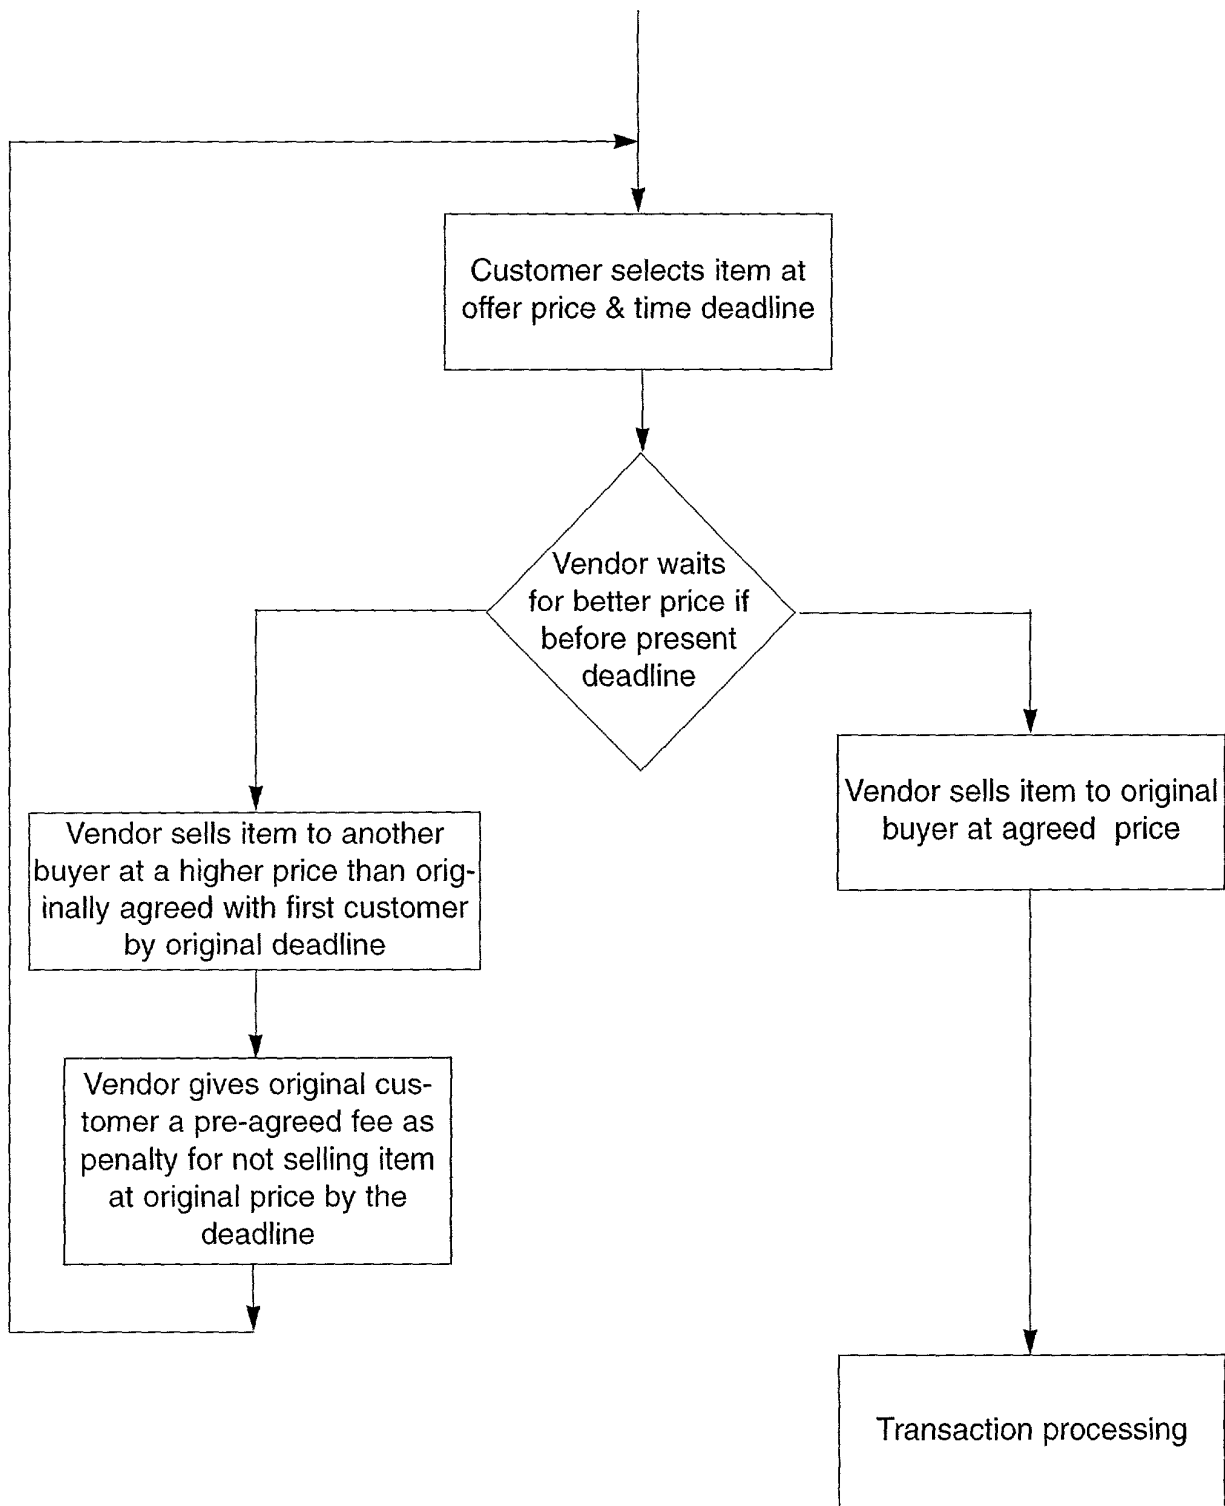 Customer selects item at
offer price & time deadline
Vendor waits
for better price if
before present
deadline
Vendor sells item to original
buyer at agreed price
Vendor sells item to another
buyer at a higher price than orig-
inally agreed with first customer
by original deadline
Vendor gives original cus-
tomer a pre-agreed fee as
penalty for not selling item
at original price by the
deadline
Transaction processing